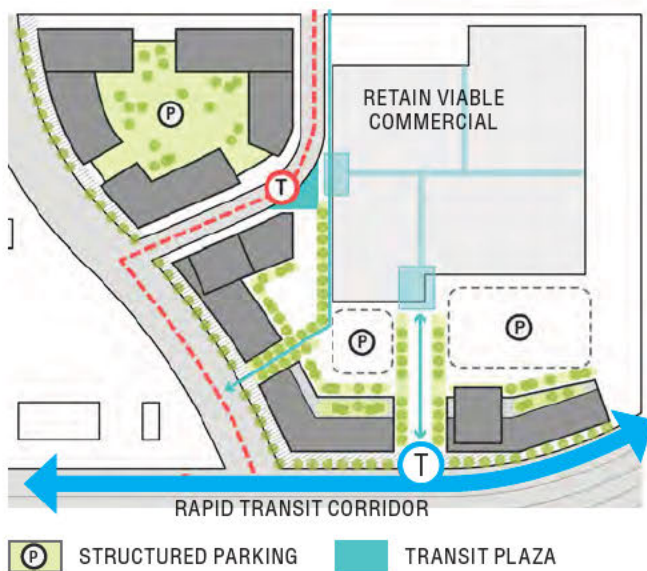 P
RETAIN VIABLE
COMMERCIAL
T
P
P
T
RAPID TRANSIT CORRIDOR
P STRUCTURED PARKING
TRANSIT PLAZA